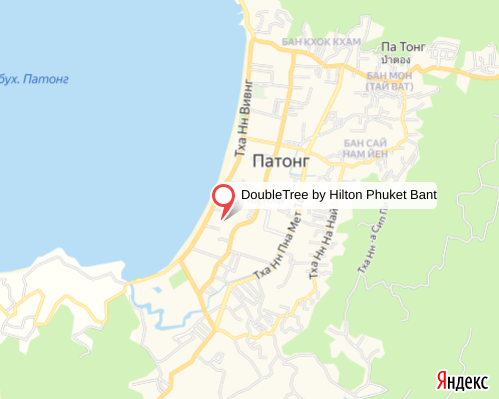 Па Тонг
ป่าตอง
БАН КХОК КХАМ
бух. Патонг
БАН МОН
(ТАЙ ВАТ)
Тха Нн Вивнг
БАН САЙ
НАМ ЙЕН
Патонг
DoubleTree by Hilton Phuket Bant
Тха Нн Пна Мет
Тха Нн На Най
Тха Нн -а Сип П
Яндекс